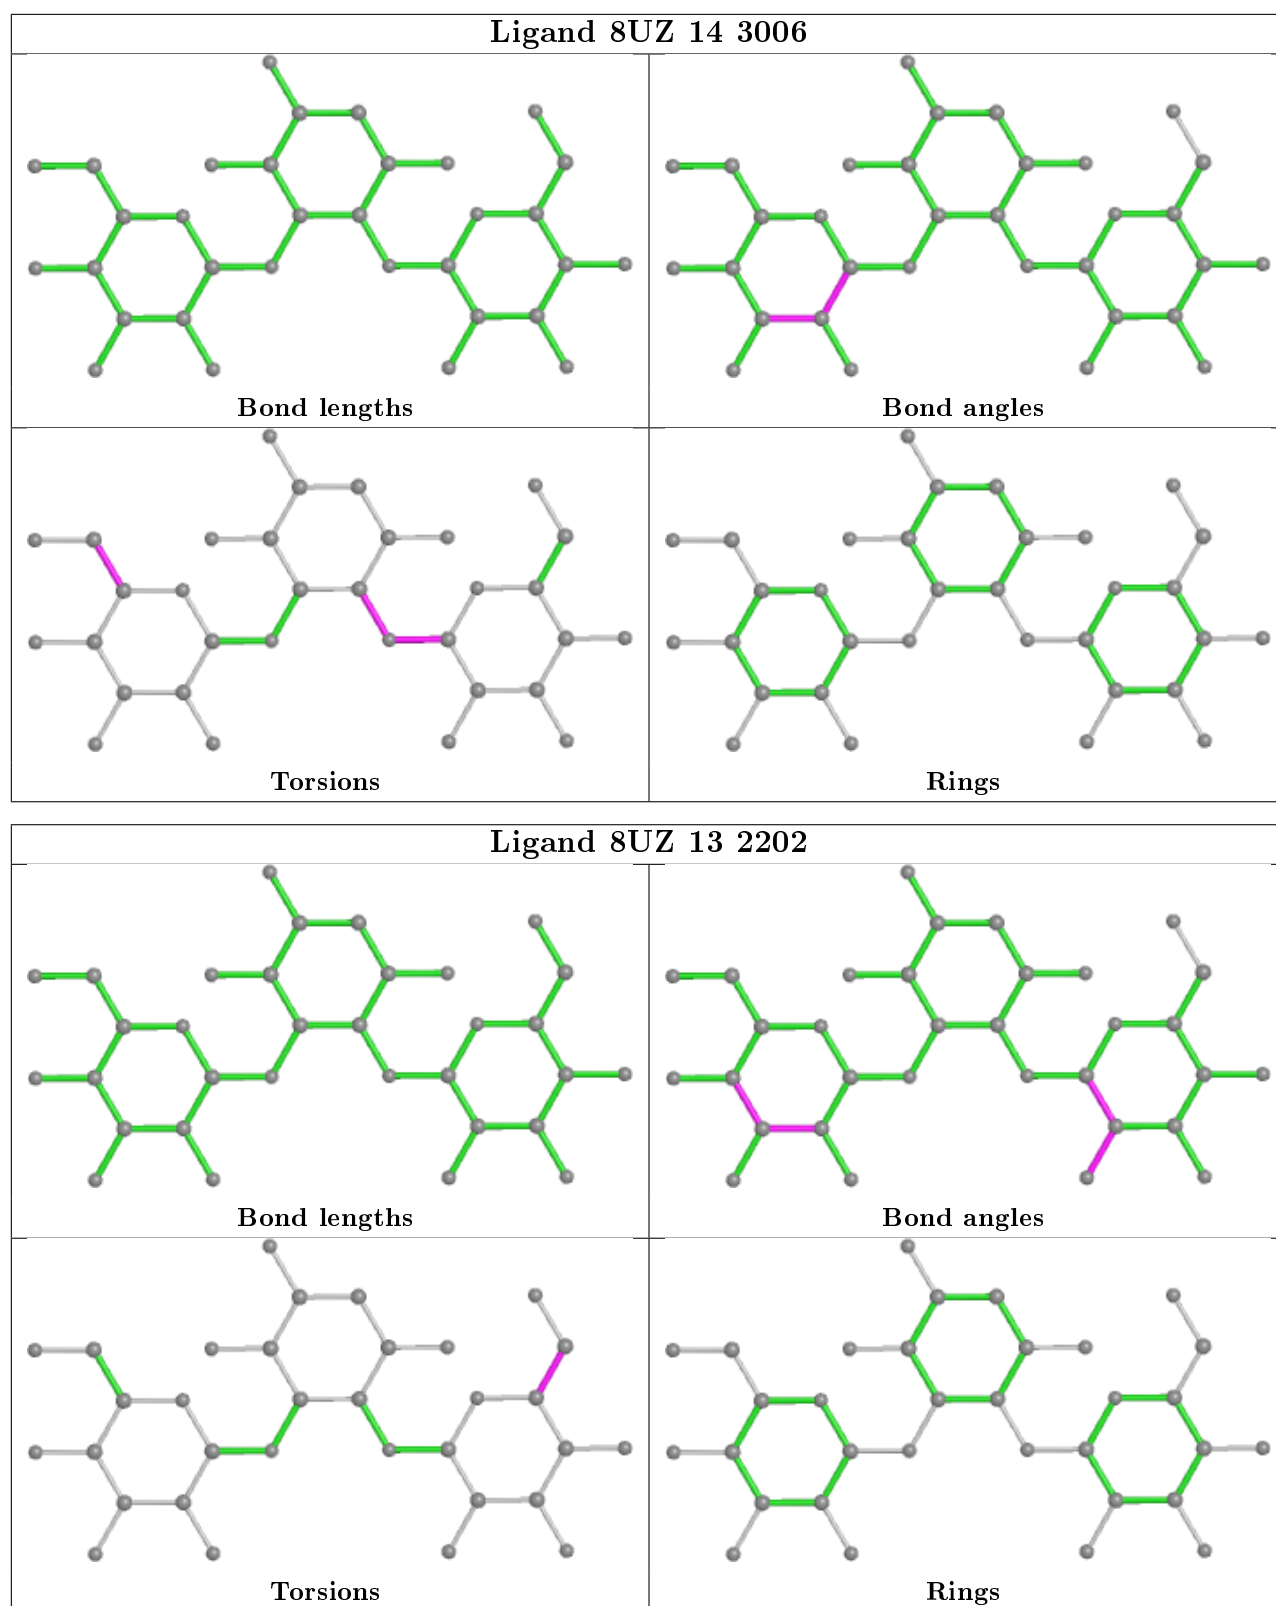 Ligand 8UZ 14 3006
Bond lengths
Bond angles
Torsions
Rings
Ligand 8UZ 13 2202
Bond lengths
Bond angles
Torsions
Rings